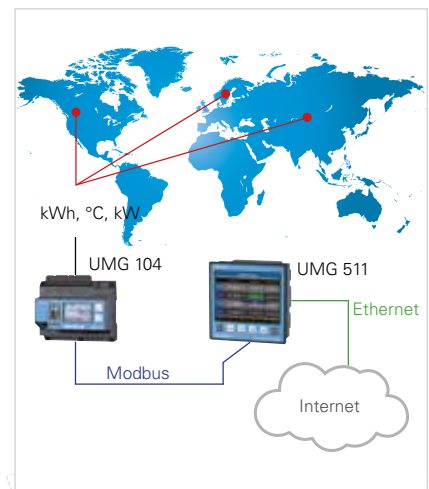 kWh, °C, kW
UMG 104
UMG 511
Ethernet
Modbus
Internet